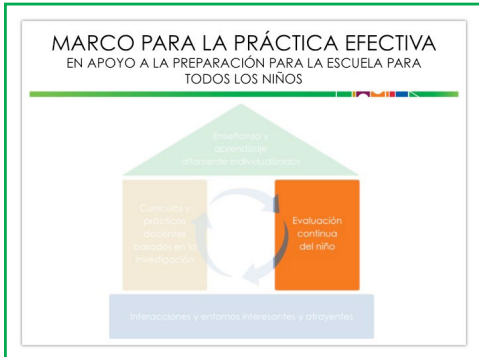 MARCO PARA LA PRÁCTICA EFECTIVA
EN APOYO A LA PREPARACIÓN PARA LA ESCUELA PARA
TODOS LOS NIÑOS
Enseñanza y
aprendizaje
altamente individualizados
Currículo y
prácticas
docentes
basados en la
investigación
Evaluación
continua
del niño
Interacciones y entornos interesantes y atrayentes